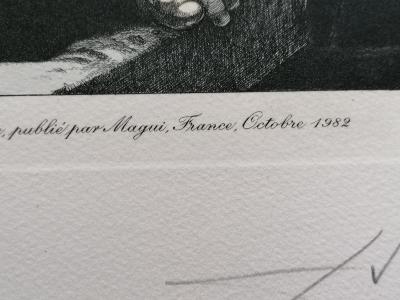 , publié par Magui, France, Octobre 1982